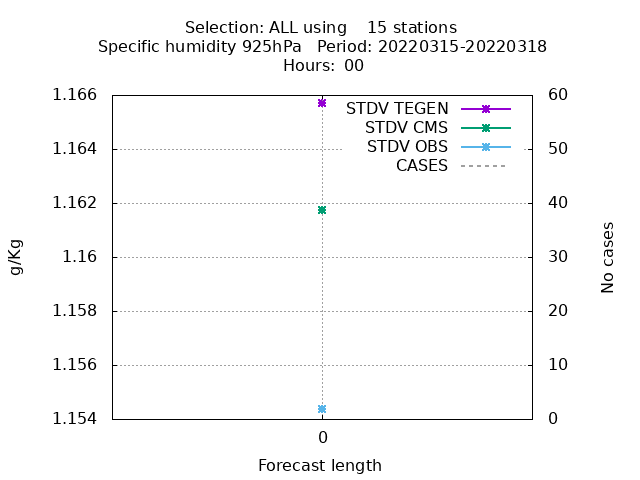 Selection: ALL using    15 stations
Specific humidity 925hPa   Period: 20220315-20220318
Hours:  00
1.166
1.164
1.162
1.16
1.158
1.156
1.154
60
50
40
30
20
10
0
STDV TEGEN
STDV CMS
STDV OBS
CASES
g/Kg
No cases
0
Forecast length